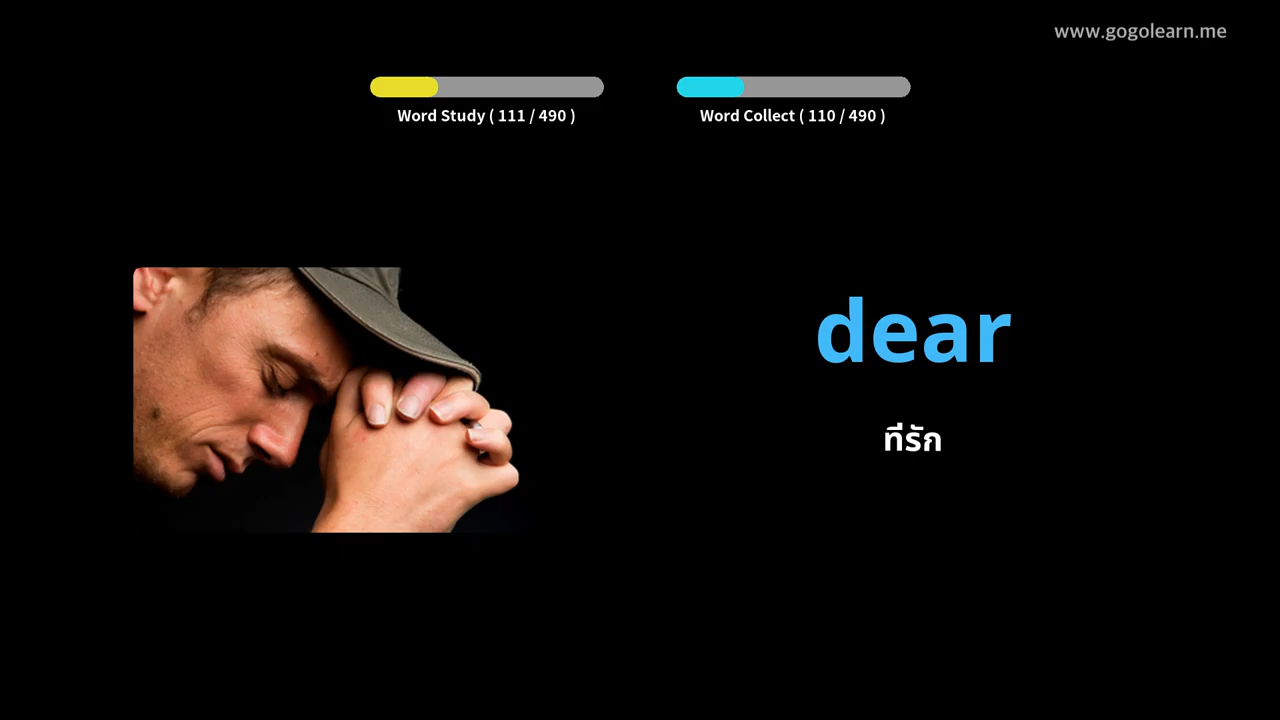 www.gogolearn.me
Word Study ( 111 / 490 )
Word Collect ( 110 / 490 )
dear
ที่รัก